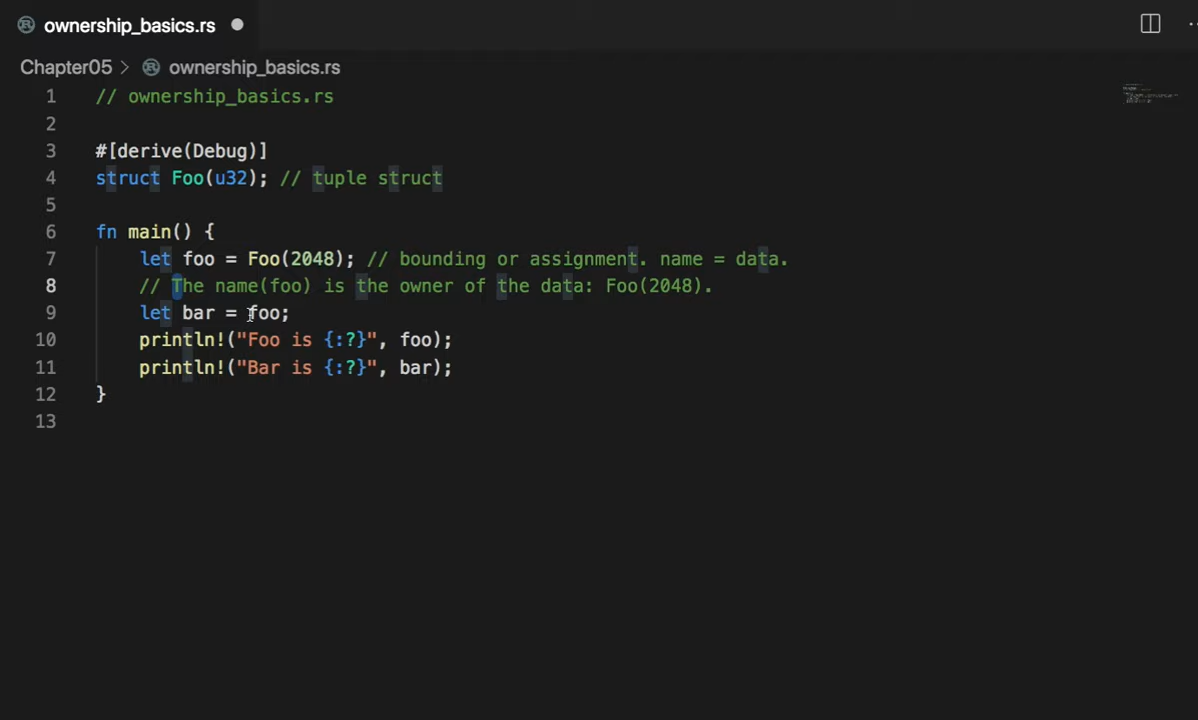 ownership_basics.rs
Chapter05 > ownership_basics.rs
1 // ownership_basics.rs
2
3 #[derive(Debug)]
4 struct Foo(u32); // tuple struct
5
6 fn main() {
7 let foo = Foo(2048); // bounding or assignment. name = data.
8 // The name(foo) is the owner of the data: Foo(2048).
9 let bar = foo;
10 println!("Foo is {:?}", foo);
11 println!("Bar is {:?}", bar);
12 }
13